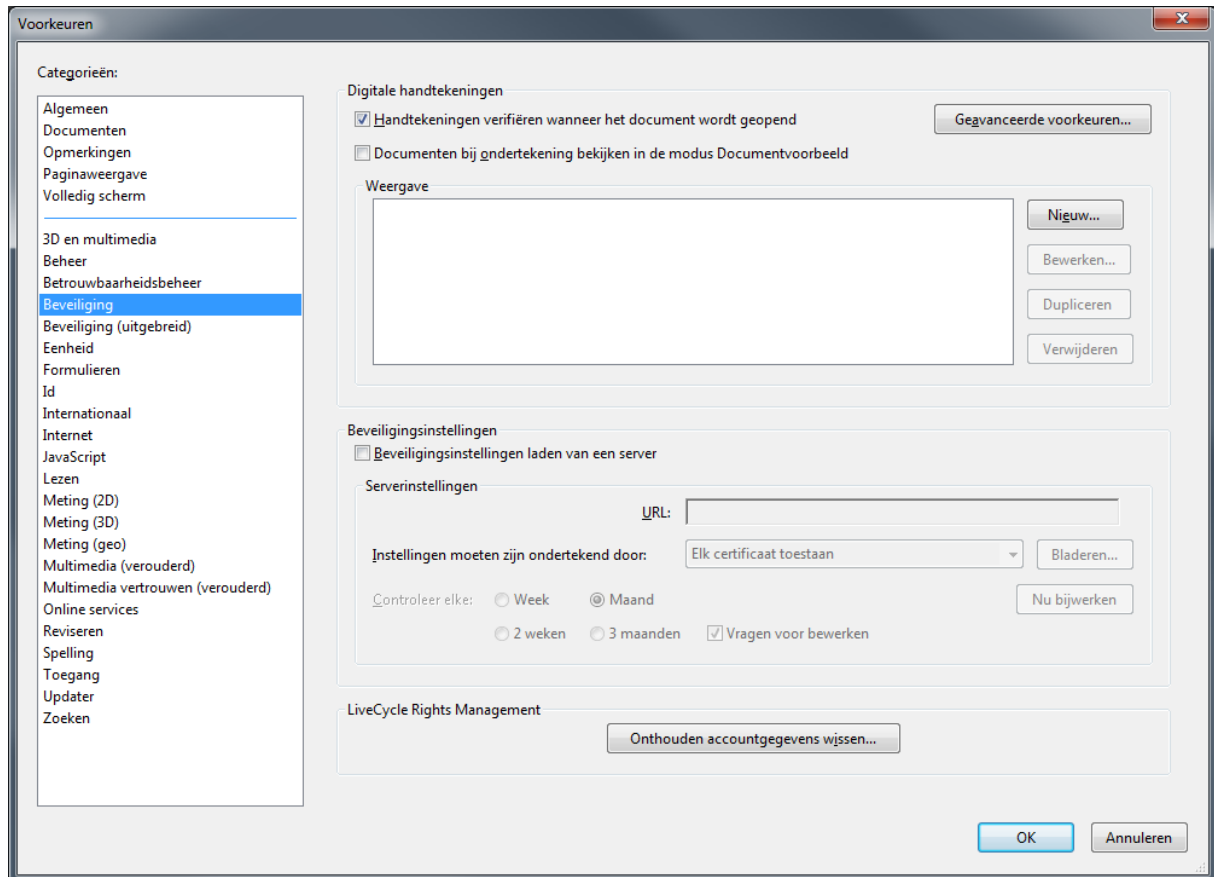 Voorkeuren
Categorieën:
Algemeen
Documenten
Opmerkingen
Paginaweergave
Volledig scherm
3D en multimedia
Beheer
Betrouwbaarheidsbeheer
Beveiliging
Beveiliging (uitgebreid)
Eenheid
Formulieren
Id
Internationaal
Internet
JavaScript
Lezen
Meting (2D)
Meting (3D)
Meting (geo)
Multimedia (verouderd)
Multimedia vertrouwen (verouderd)
Online services
Reviseren
Spelling
Toegang
Updater
Zoeken
Digitale handtekeningen
Handtekeningen verifiëren wanneer het document wordt geopend
Geavanceerde voorkeuren...
Documenten bij ondertekening bekijken in de modus Documentvoorbeeld
Weergave
Nieuw...
Bewerken...
Dupliceren
Verwijderen
Beveiligingsinstellingen
Beveiligingsinstellingen laden van een server
Serverinstellingen
URL:
Instellingen moeten zijn ondertekend door: Elk certificaat toestaan Bladeren...
Controleer elke: Week Maand Nu bijwerken
2 weken 3 maanden Vragen voor bewerken
LiveCycle Rights Management
Onthouden accountgegevens wissen...
OK Annuleren